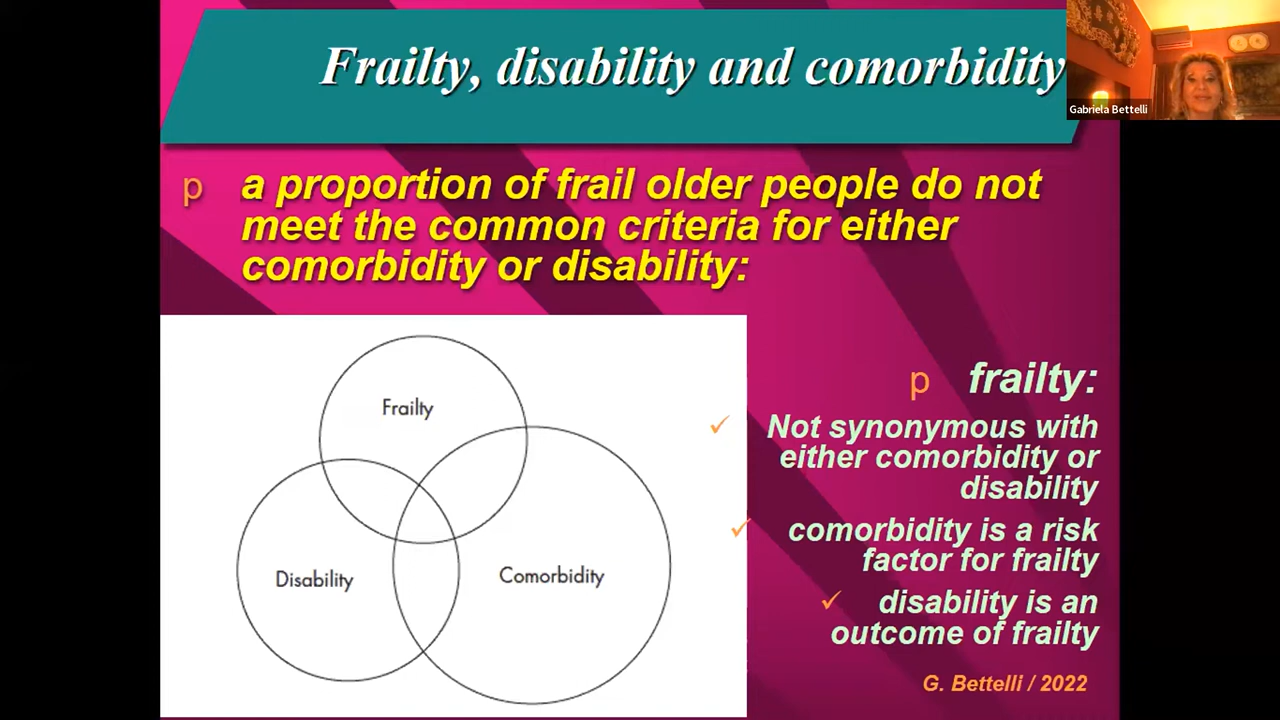 Frailty, disability and comorbidity
Gabriela Bettelli
p a proportion of frail older people do not
meet the common criteria for either
comorbidity or disability:
Frailty
Disability
Comorbidity
p frailty:
✓ Not synonymous with
either comorbidity or
disability
✓ comorbidity is a risk
factor for frailty
✓ disability is an
outcome of frailty
G. Bettelli / 2022